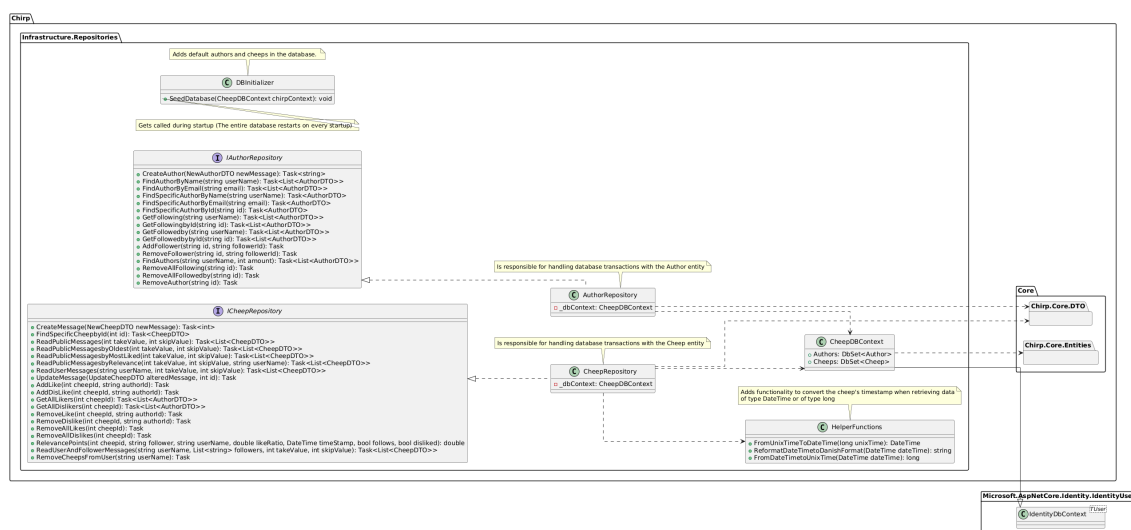 Chirp
Infrastructure.Repositories
Adds default authors and cheeps in the database.
C DBInitializer
SeedDatabase(CheepDBContext chirpContext): void
Gets called during startup (The entire database restarts on every startup)
I IAuthorRepository
CreateAuthor(NewAuthorDTO newMessage): Task<string>
FindAuthorByName(string userName): Task<List<AuthorDTO>>
FindAuthorByEmail(string email): Task<List<AuthorDTO>>
FindSpecificAuthorByName(string userName): Task<AuthorDTO>
FindSpecificAuthorByEmail(string email): Task<AuthorDTO>
FindSpecificAuthorById(string id): Task<AuthorDTO>
GetFollowing(string userName): Task<List<AuthorDTO>>
GetFollowingbyId(string id): Task<List<AuthorDTO>>
GetFollowedby(string userName): Task<List<AuthorDTO>>
GetFollowedbybyId(string id): Task<List<AuthorDTO>>
AddFollower(string id, string followerId): Task
RemoveFollower(string id, string followerId): Task
FindAuthors(string userName, int amount): Task<List<AuthorDTO>>
RemoveAllFollowing(string id): Task
RemoveAllFollowedby(string id): Task
RemoveAuthor(string id): Task
Is responsible for handling database transactions with the Author entity
C AuthorRepository
_dbContext: CheepDBContext
I ICheepRepository
CreateMessage(NewCheepDTO newMessage): Task<int>
FindSpecificCheepbyId(int id): Task<CheepDTO>
ReadPublicMessages(int takeValue, int skipValue): Task<List<CheepDTO>>
ReadPublicMessagesbyOldest(int takeValue, int skipValue): Task<List<CheepDTO>>
ReadPublicMessagesbyMostLiked(int takeValue, int skipValue): Task<List<CheepDTO>>
ReadPublicMessagesbyRelevance(int takeValue, int skipValue, string userName): Task<List<CheepDTO>>
ReadUserMessages(string userName, int takeValue, int skipValue): Task<List<CheepDTO>>
UpdateMessage(UpdateCheepDTO alteredMessage, int id): Task
AddLike(int cheepId, string authorId): Task
AddDisLike(int cheepId, string authorId): Task
GetAllLikers(int cheepId): Task<List<AuthorDTO>>
GetAllDislikers(int cheepId): Task<List<AuthorDTO>>
RemoveLike(int cheepId, string authorId): Task
RemoveDislike(int cheepId, string authorId): Task
RemoveAllLikes(int cheepId): Task
RemoveAllDislikes(int cheepId): Task
RelevancePoints(int cheepid, string follower, string userName, double likeRatio, DateTime timeStamp, bool follows, bool disliked): double
ReadUserAndFollowerMessages(string userName, List<string> followers, int takeValue, int skipValue): Task<List<CheepDTO>>
RemoveCheepsFromUser(string userName): Task
Is responsible for handling database transactions with the Cheep entity
C CheepRepository
_dbContext: CheepDBContext
C CheepDBContext
Authors: DbSet<Author>
Cheeps: DbSet<Cheep>
Adds functionality to convert the cheep's timestamp when retrieving data
of type DateTime or of type long
C HelperFunctions
FromUnixTimeToDateTime(long unixTime): DateTime
ReformatDateTimetoDanishFormat(DateTime dateTime): string
FromDateTimetoUnixTime(DateTime dateTime): long
Core
Chirp.Core.DTO
Chirp.Core.Entities
Microsoft.AspNetCore.Identity.IdentityUse
C IdentityDbContext TUser